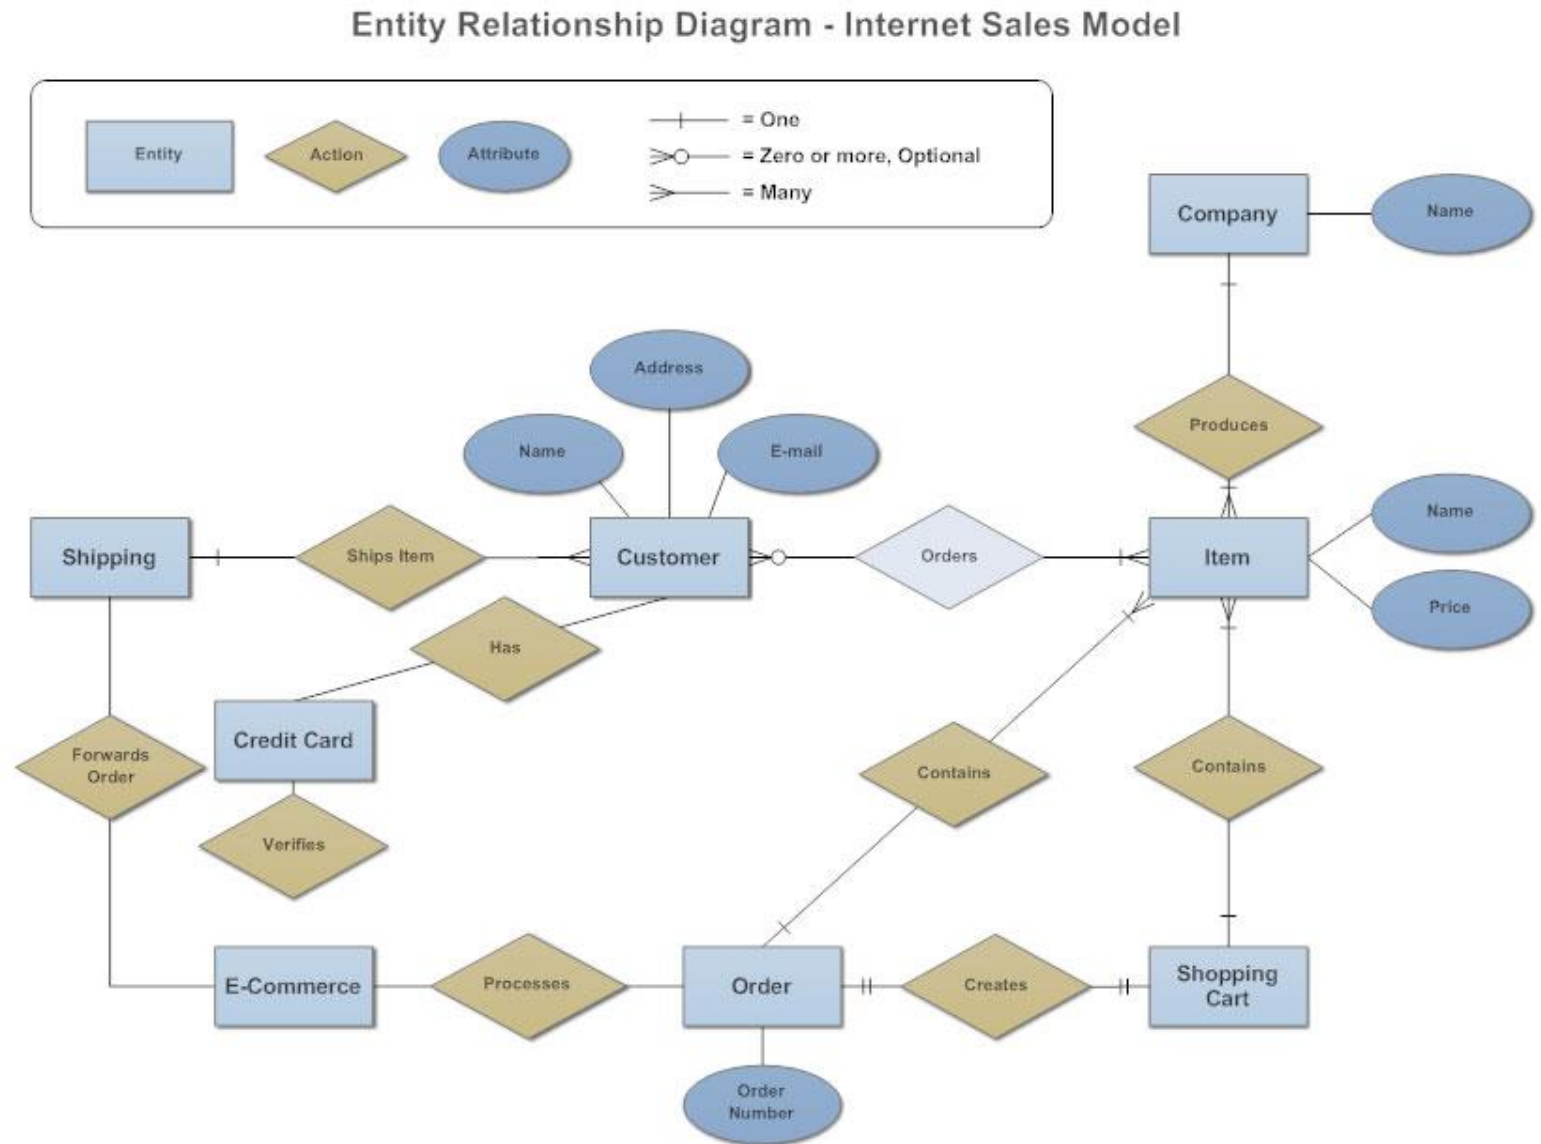 Entity Relationship Diagram - Internet Sales Model
Entity
Action
Attribute
= One
= Zero or more, Optional
= Many
Company
Name
Address
Produces
Name
E-mail
Name
Shipping
Ships Item
Customer
Orders
Item
Price
Has
Credit Card
Forwards
Order
Contains
Contains
Verifies
E-Commerce
Processes
Order
Creates
Shopping
Cart
Order
Number